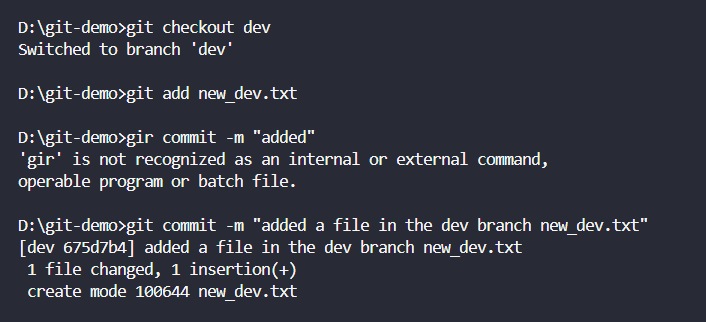 D:\git-demo>git checkout dev
Switched to branch 'dev'
D:\git-demo>git add new_dev.txt
D:\git-demo>gir commit -m "added"
'gir' is not recognized as an internal or external command,
operable program or batch file.
D:\git-demo>git commit -m "added a file in the dev branch new_dev.txt"
[dev 675d7b4] added a file in the dev branch new_dev.txt
1 file changed, 1 insertion(+)
create mode 100644 new_dev.txt